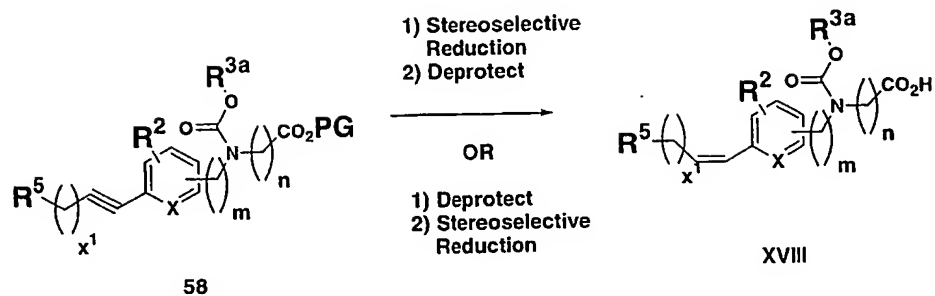 1) Stereoselective
Reduction
2) Deprotect
OR
1) Deprotect
2) Stereoselective
Reduction
R3a
O
O
N
R2
CO2PG
n
m
X
R5
x1
58
R3a
O
O
N
R2
CO2H
n
m
X
R5
x1
XVIII